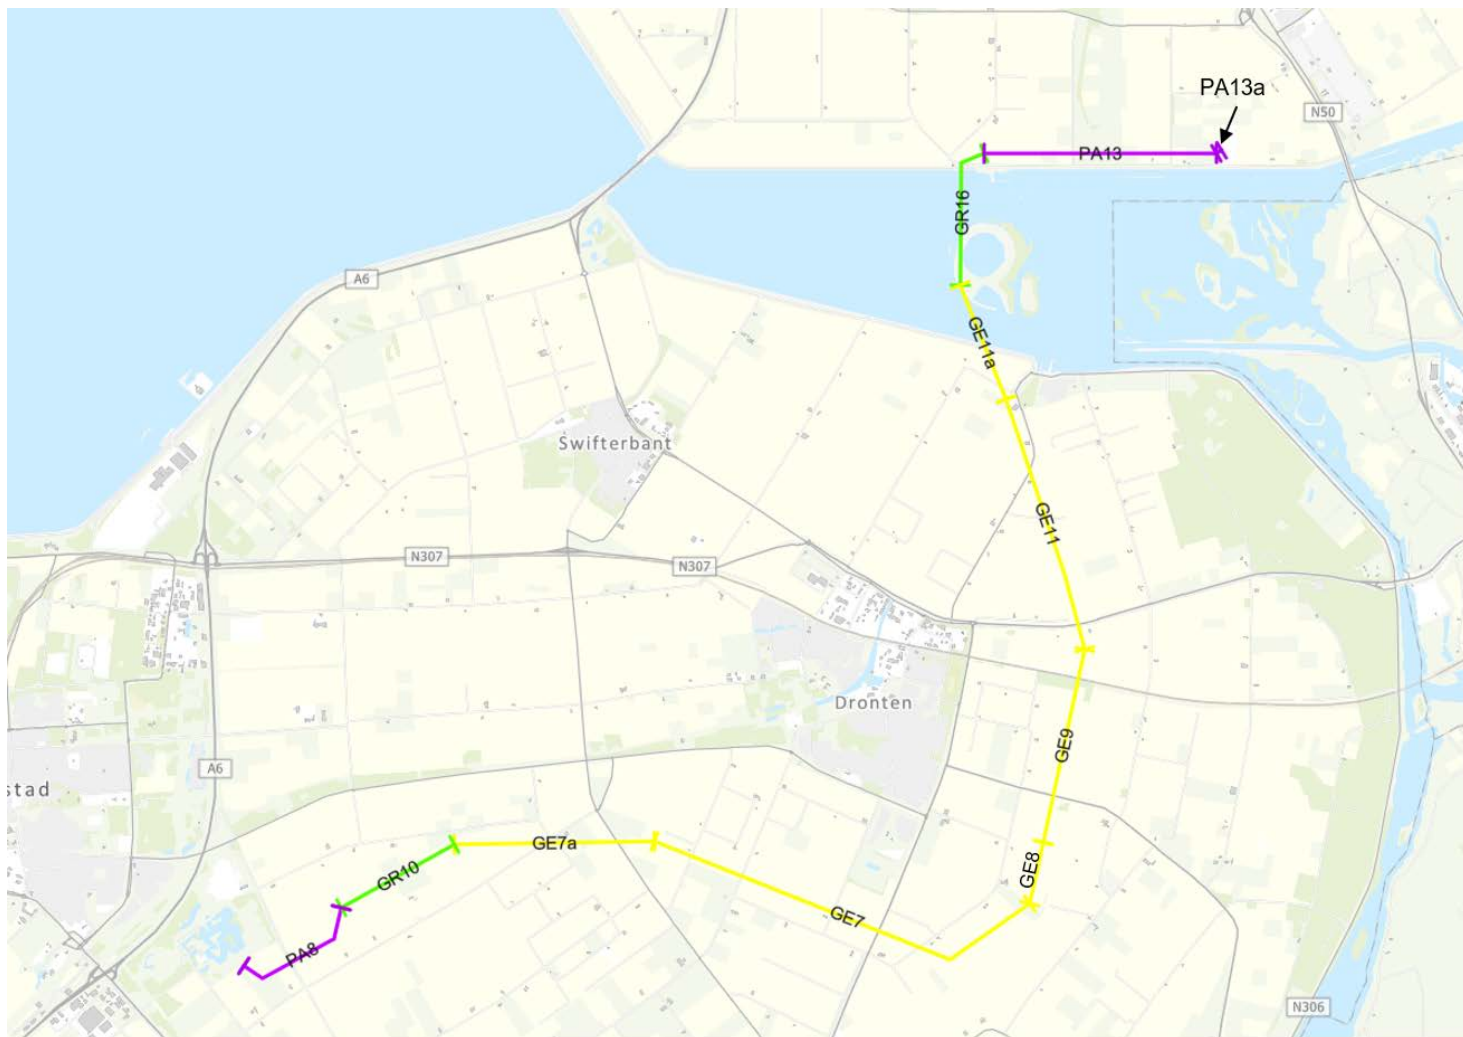 PA13a
N50
PA13
GR16
A6
GE11a
Swifterbant
GE11
N307
N307
Dronten
GE9
A6
stad
GE7a
GE8
GR10
GE7
PA8
N306